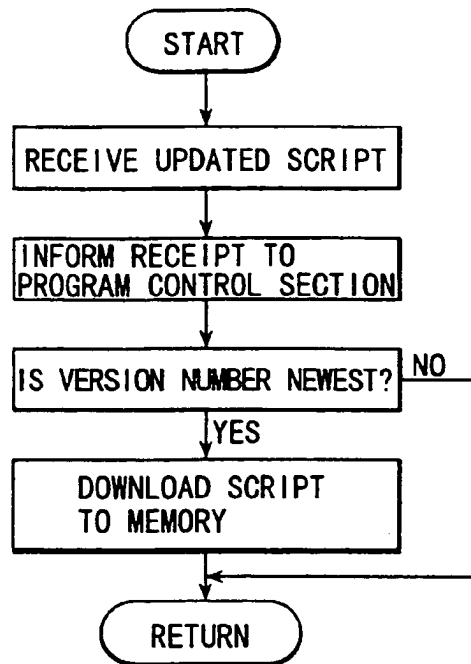 START
RECEIVE UPDATED SCRIPT
INFORM RECEIPT TO
PROGRAM CONTROL SECTION
IS VERSION NUMBER NEWEST?
NO
YES
DOWNLOAD SCRIPT
TO MEMORY
RETURN